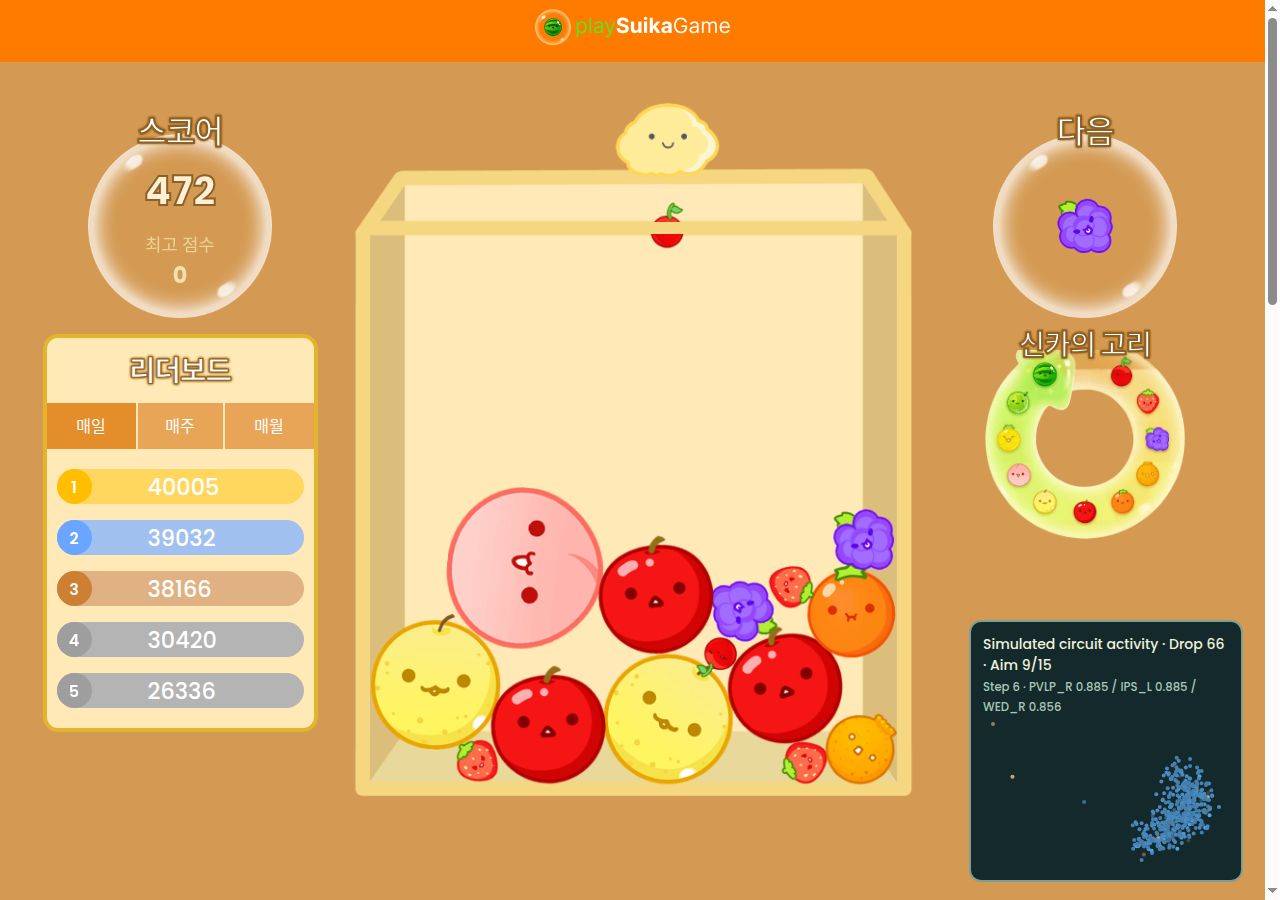 playSuikaGame
스코어
472
최고 점수
0
리더보드
매일
매주
매월
1 40005
2 39032
3 38166
4 30420
5 26336
다음
신카의 고리
Simulated circuit activity · Drop 66
· Aim 9/15
Step 6 · PVLP_R 0.885 / IPS_L 0.885 /
WED_R 0.856